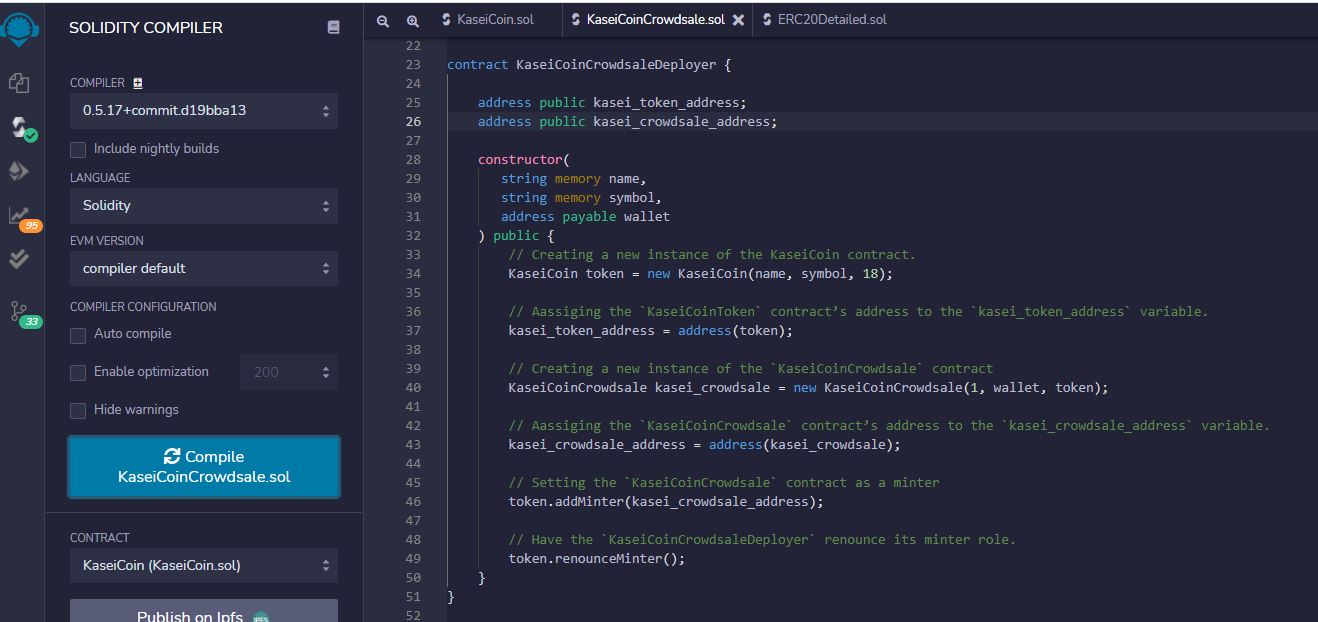 SOLIDITY COMPILER
COMPILER
0.5.17+commit.d19bba13
Include nightly builds
LANGUAGE
Solidity
EVM VERSION
compiler default
COMPILER CONFIGURATION
Auto compile
Enable optimization 200
Hide warnings
Compile
KaseiCoinCrowdsale.sol
CONTRACT
KaseiCoin (KaseiCoin.sol)
Publish on Ipfs
IPFS
95
33
KaseiCoin.sol KaseiCoinCrowdsale.sol ERC20Detailed.sol
22
23 contract KaseiCoinCrowdsaleDeployer {
24
25 address public kasei_token_address;
26 address public kasei_crowdsale_address;
27
28 constructor(
29 string memory name,
30 string memory symbol,
31 address payable wallet
32 ) public {
33 // Creating a new instance of the KaseiCoin contract.
34 KaseiCoin token = new KaseiCoin(name, symbol, 18);
35
36 // Aassiging the `KaseiCoinToken` contract’s address to the `kasei_token_address` variable.
37 kasei_token_address = address(token);
38
39 // Creating a new instance of the `KaseiCoinCrowdsale` contract
40 KaseiCoinCrowdsale kasei_crowdsale = new KaseiCoinCrowdsale(1, wallet, token);
41
42 // Aassiging the `KaseiCoinCrowdsale` contract’s address to the `kasei_crowdsale_address` variable.
43 kasei_crowdsale_address = address(kasei_crowdsale);
44
45 // Setting the `KaseiCoinCrowdsale` contract as a minter
46 token.addMinter(kasei_crowdsale_address);
47
48 // Have the `KaseiCoinCrowdsaleDeployer` renounce its minter role.
49 token.renounceMinter();
50 }
51 }
52